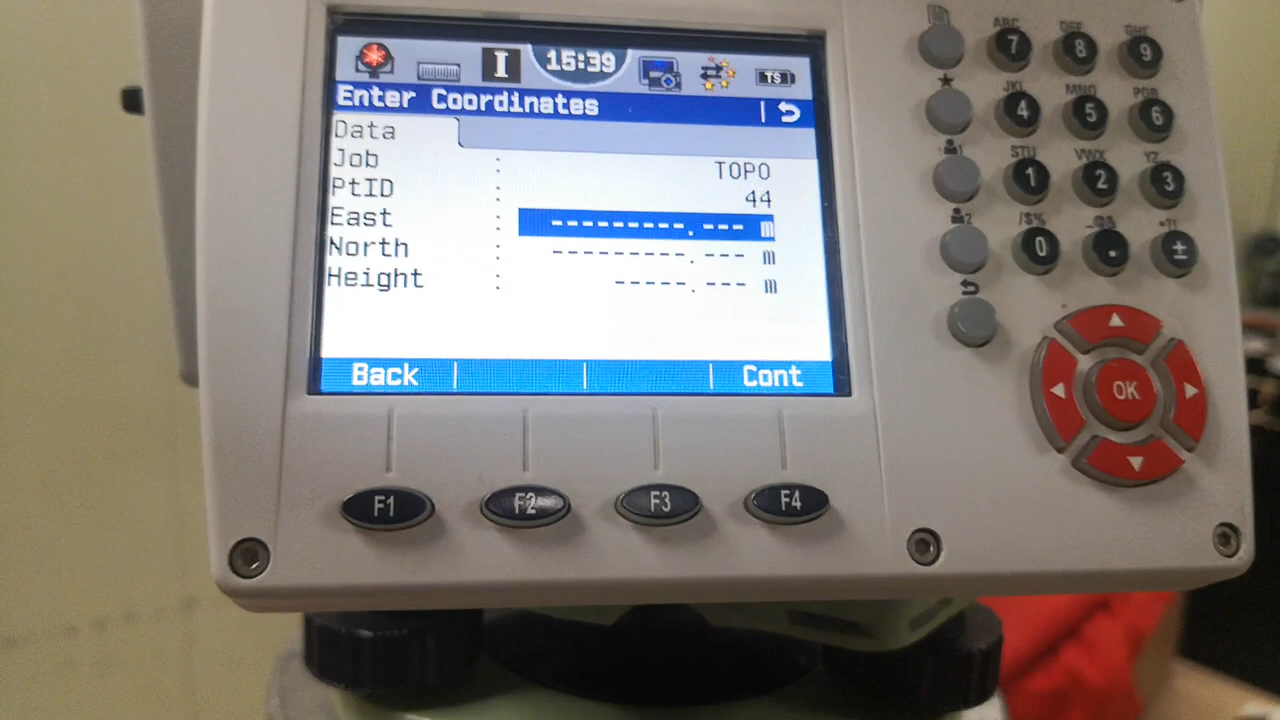 I 15:39 TS
Enter Coordinates
Data
Job : TOPO
PtID : 44
East : ---------.--- m
North : ---------.--- m
Height : -----.--- m
Back Cont
F1 F2 F3 F4
ABC DEF GHI
7 8 9
JKL MNO PQR
4 5 6
1 STU VWX YZ
1 2 3
2 /$% _@&
0 . ±
OK